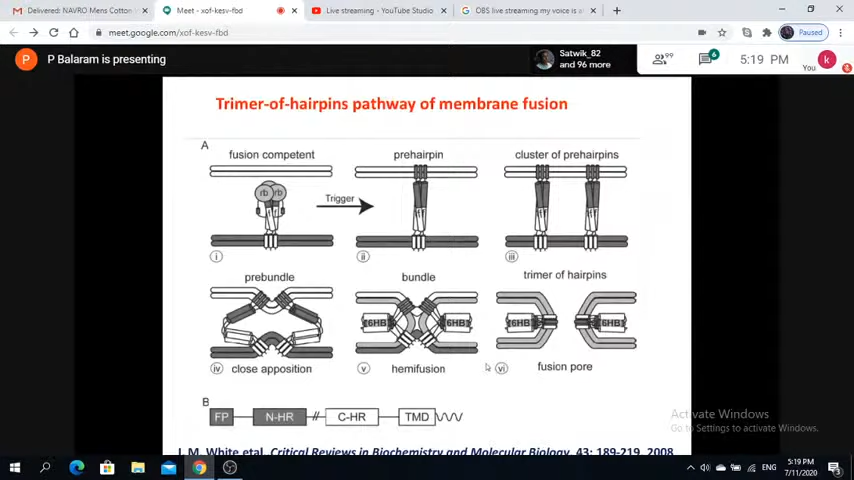 Delivered: NAVRO Mens Cotton
Meet - xof-kesv-fbd
Live streaming - YouTube Studio
OBS live streaming my voice is
meet.google.com/xof-kesv-fbd
Paused
P P Balaram is presenting
Satwik_82
and 96 more
99
6
5:19 PM
You
k
Trimer-of-hairpins pathway of membrane fusion
A
fusion competent prehairpin cluster of prehairpins
rb rb
Trigger
i ii iii
prebundle bundle trimer of hairpins
6HB 6HB 6HB 6HB
iv close apposition v hemifusion vi fusion pore
B
FP N-HR // C-HR TMD
J. M. White etal. Critical Reviews in Biochemistry and Molecular Biology, 43: 189-219, 2008
Activate Windows
Go to Settings to activate Windows.
ENG
5:19 PM
7/11/2020
3